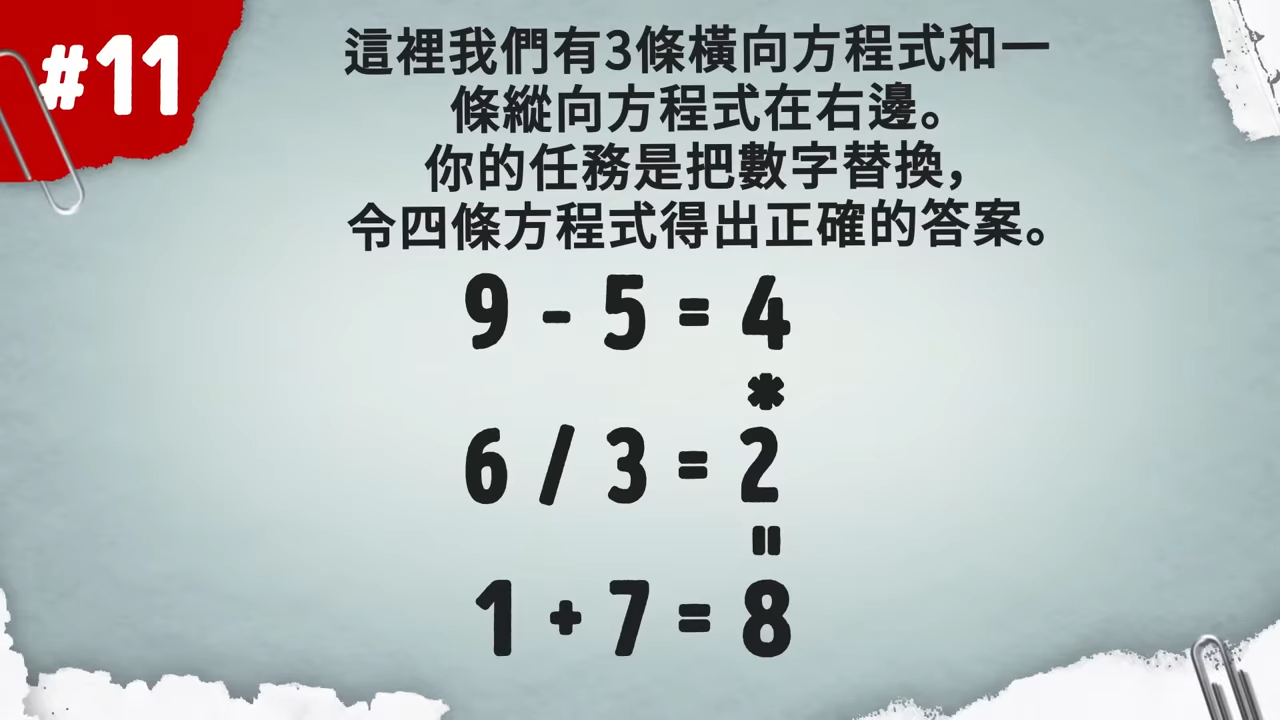 #11
這裡我們有3條橫向方程式和一
條縱向方程式在右邊。
你的任務是把數字替換，
令四條方程式得出正確的答案。
9 - 5 = 4
*
6 / 3 = 2
=
1 + 7 = 8